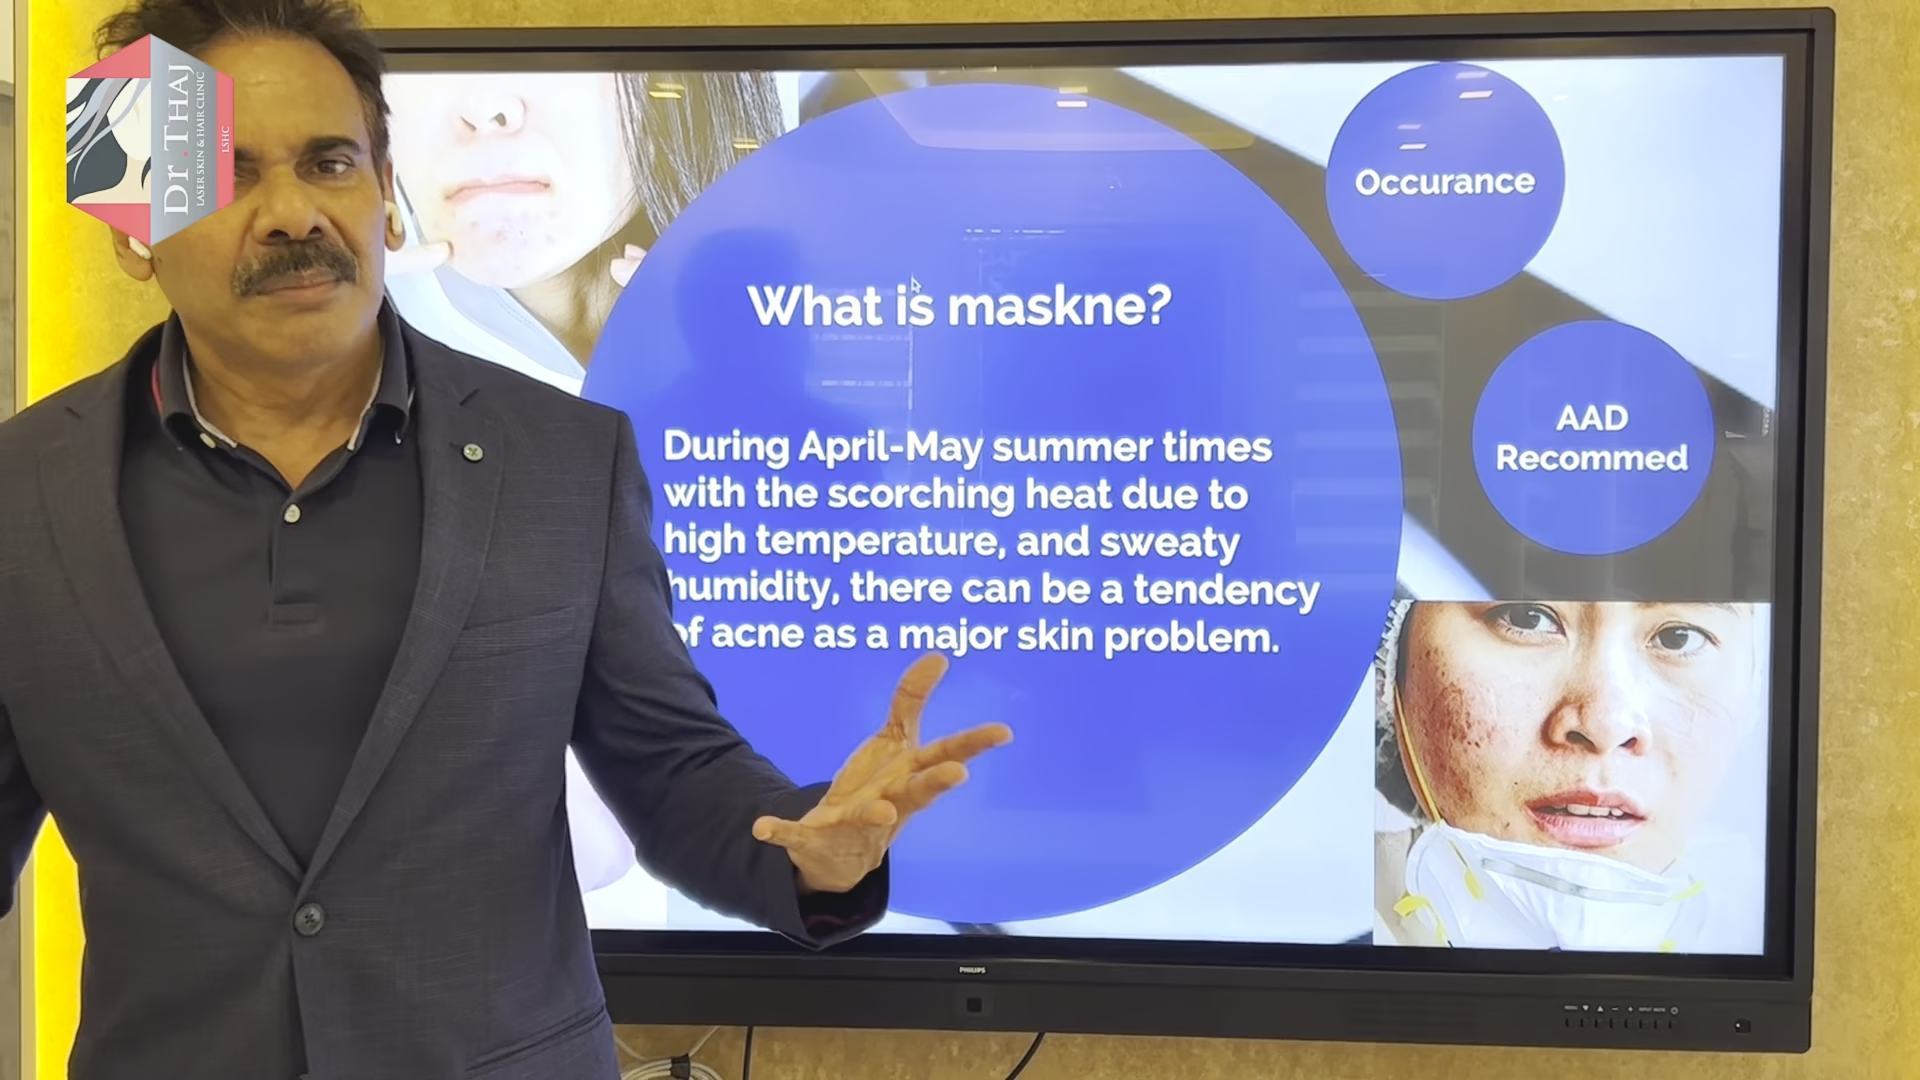 Dr.THAJ
LASER SKIN & HAIR CLINIC
LSHC
What is maskne?
During April-May summer times
with the scorching heat due to
high temperature, and sweaty
humidity, there can be a tendency
of acne as a major skin problem.
Occurance
AAD
Recommed
PHILIPS